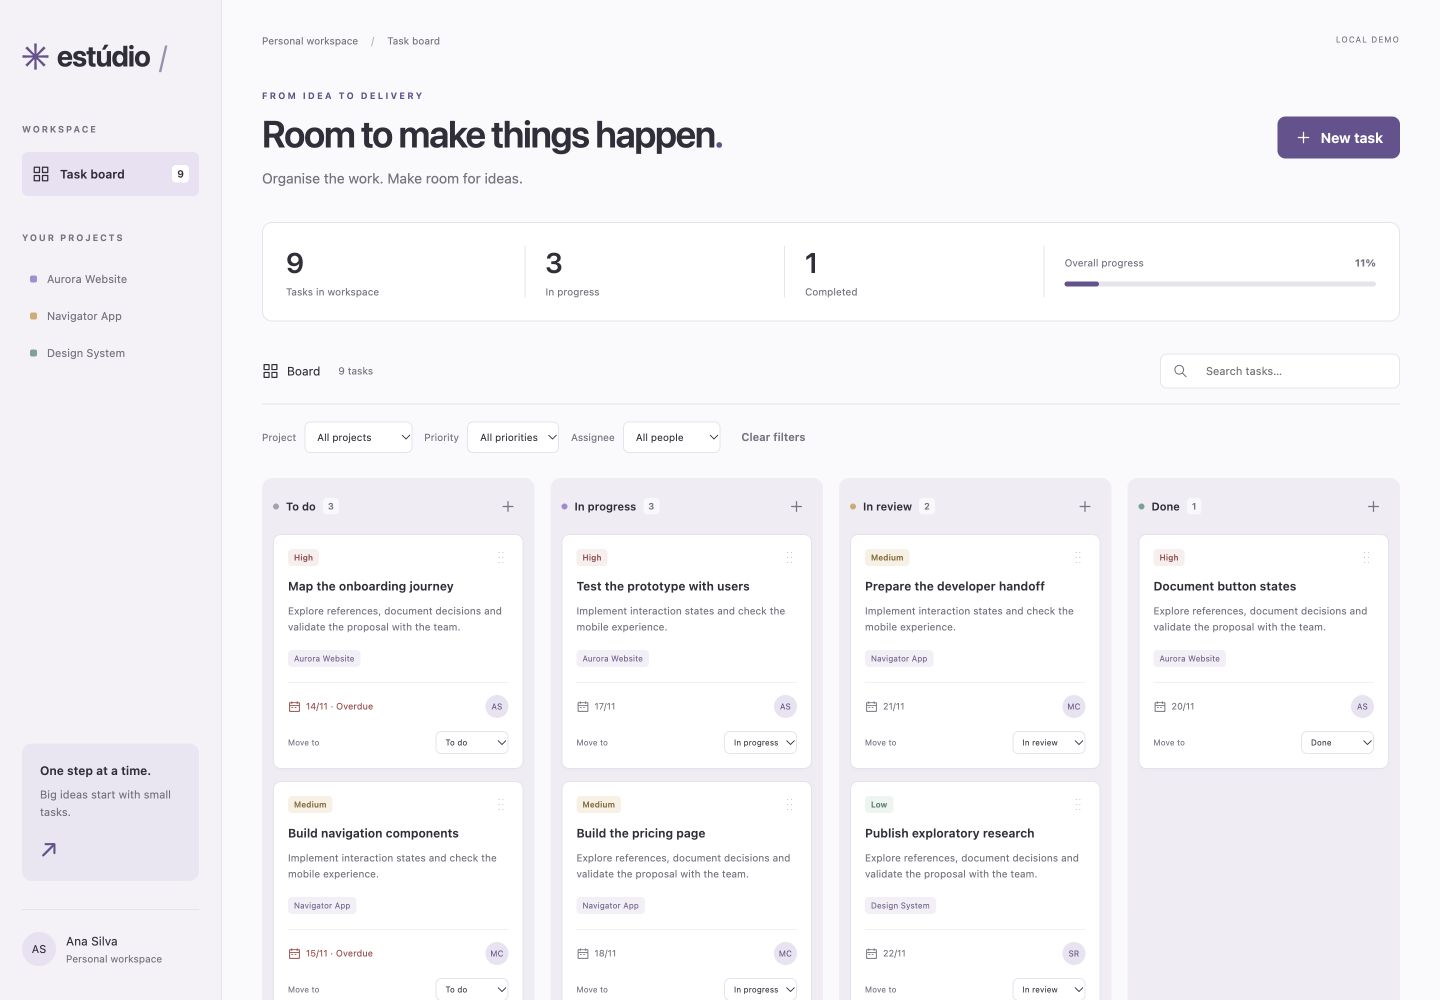 estúdio /
WORKSPACE
Task board 9
YOUR PROJECTS
Aurora Website
Navigator App
Design System
One step at a time.
Big ideas start with small
tasks.
AS
Ana Silva
Personal workspace
Personal workspace / Task board
LOCAL DEMO
FROM IDEA TO DELIVERY
Room to make things happen.
Organise the work. Make room for ideas.
+ New task
9
Tasks in workspace
3
In progress
1
Completed
Overall progress 11%
Board 9 tasks
Search tasks...
Project All projects Priority All priorities Assignee All people Clear filters
To do 3 +
High
Map the onboarding journey
Explore references, document decisions and
validate the proposal with the team.
Aurora Website
14/11 · Overdue AS
Move to To do
Medium
Build navigation components
Implement interaction states and check the
mobile experience.
Navigator App
15/11 · Overdue MC
Move to To do
In progress 3 +
High
Test the prototype with users
Implement interaction states and check the
mobile experience.
Aurora Website
17/11 AS
Move to In progress
Medium
Build the pricing page
Explore references, document decisions and
validate the proposal with the team.
Navigator App
18/11 MC
Move to In progress
In review 2 +
Medium
Prepare the developer handoff
Implement interaction states and check the
mobile experience.
Navigator App
21/11 MC
Move to In review
Low
Publish exploratory research
Explore references, document decisions and
validate the proposal with the team.
Design System
22/11 SR
Move to In review
Done 1 +
High
Document button states
Explore references, document decisions and
validate the proposal with the team.
Aurora Website
20/11 AS
Move to Done